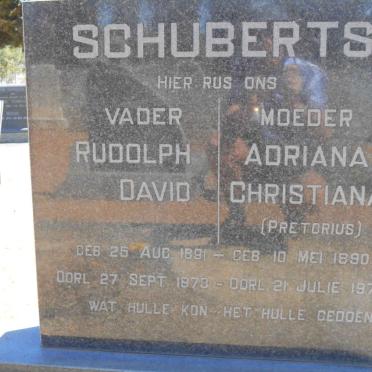 SCHUBERTS
HIER RUS ONS
VADER MOEDER
RUDOLPH ADRIANA
DAVID CHRISTIANA
(PRETORIUS)
GEB 25 AUG 1891 – GEB 10 MEI 1890
OORL 27 SEPT 1973 – OORL 21 JULIE
WAT HULLE KON HET HULLE GEDOEN